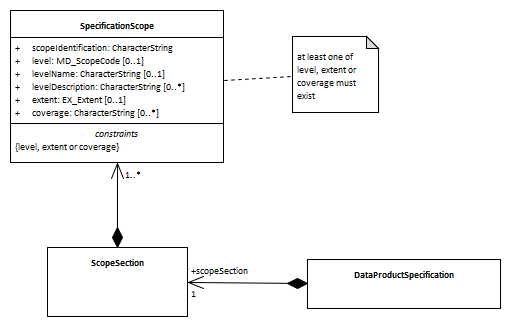 SpecificationScope
+ scopeIdentification: CharacterString
+ level: MD_ScopeCode [0..1]
+ levelName: CharacterString [0..1]
+ levelDescription: CharacterString [0..*]
+ extent: EX_Extent [0..1]
+ coverage: CharacterString [0..*]
constraints
{level, extent or coverage}
at least one of
level, extent or
coverage must
exist
1..*
ScopeSection
+scopeSection
1
DataProductSpecification